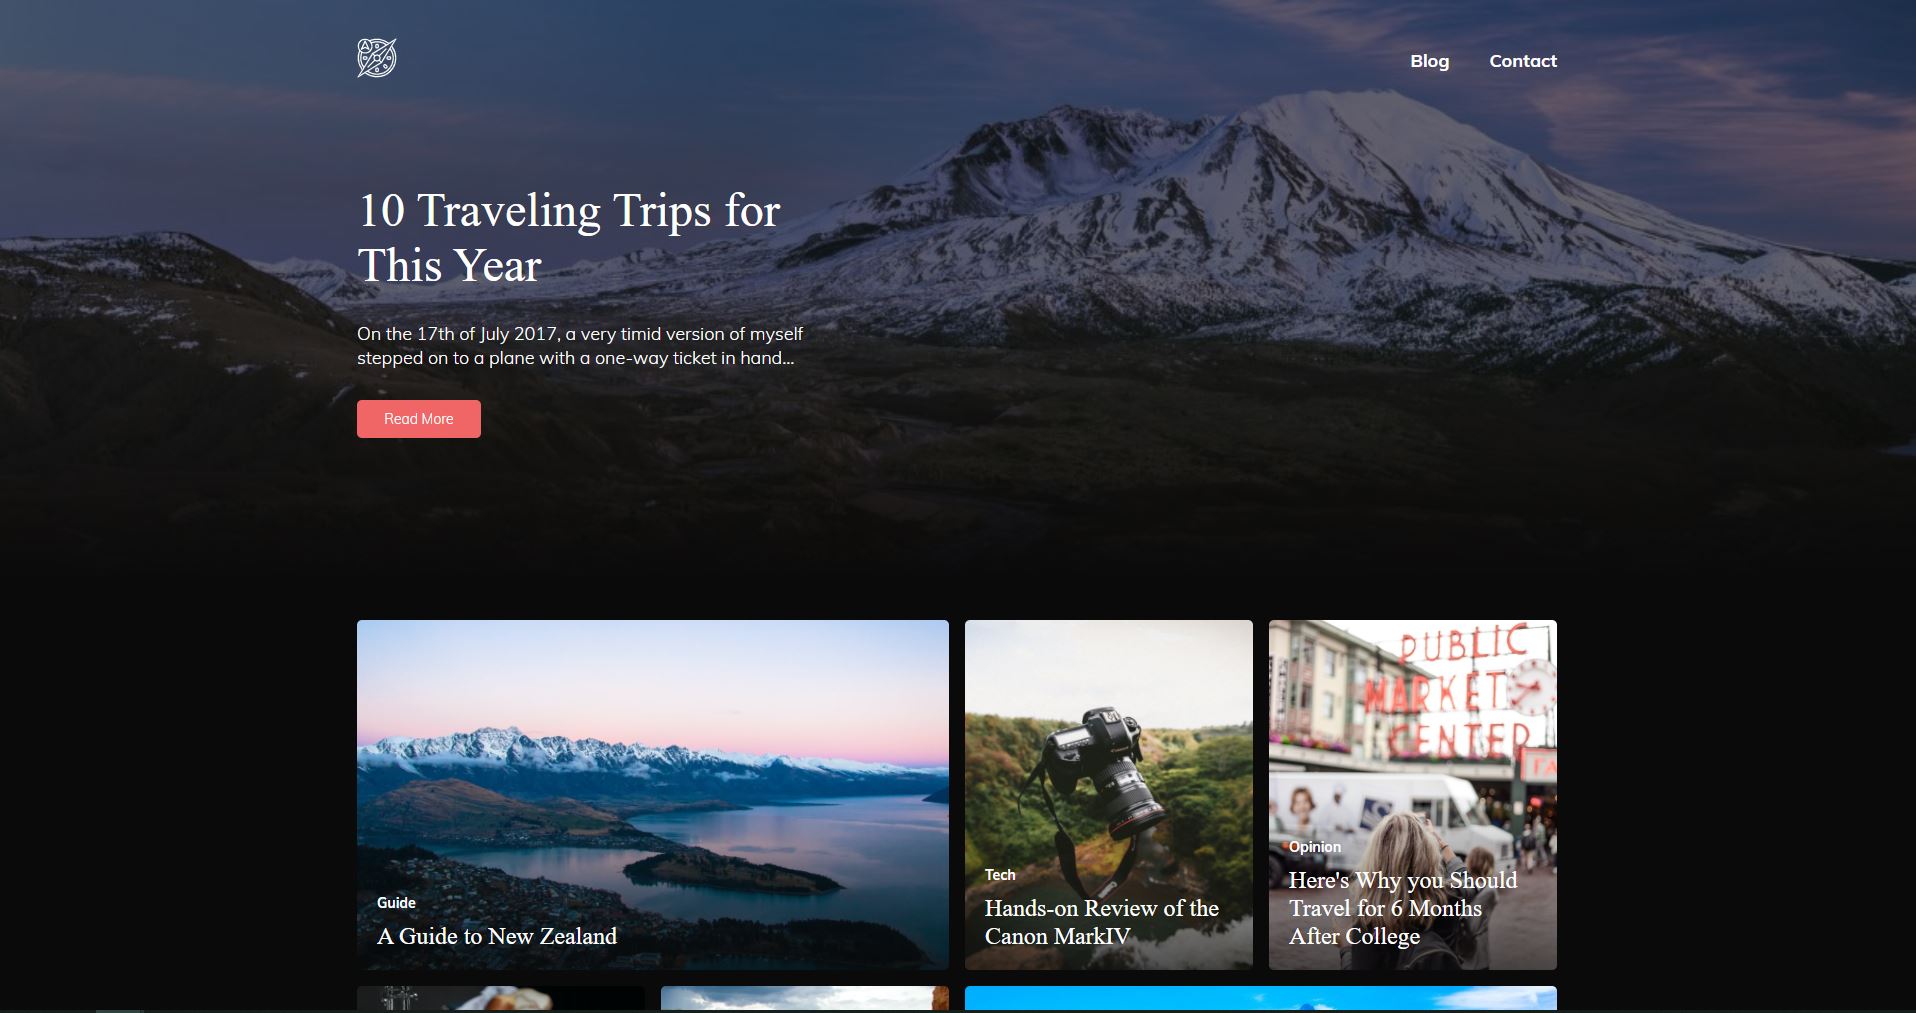 Blog
Contact
10 Traveling Trips for
This Year
On the 17th of July 2017, a very timid version of myself
stepped on to a plane with a one-way ticket in hand...
Read More
Guide
A Guide to New Zealand
Tech
Hands-on Review of the
Canon MarkIV
PUBLIC
MARKET
CENTER
FA
Opinion
Here's Why you Should
Travel for 6 Months
After College